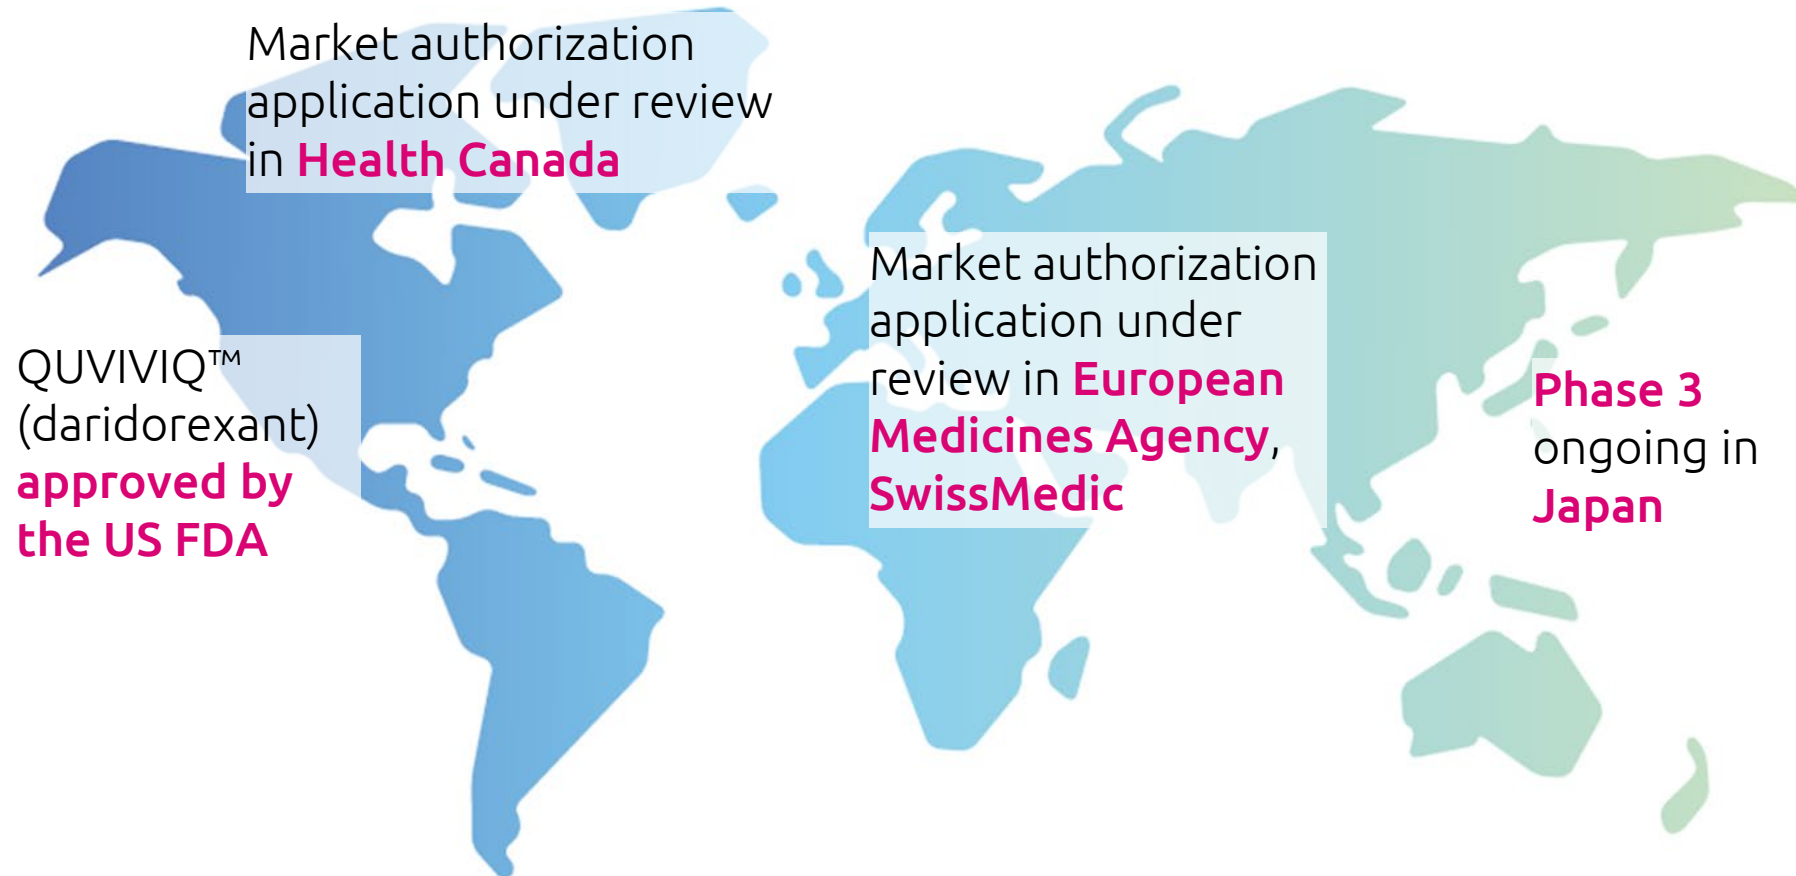 Market authorization
application under review
in Health Canada
QUVIVIQ™
(daridorexant)
approved by
the US FDA
Market authorization
application under
review in European
Medicines Agency,
SwissMedic
Phase 3
ongoing in
Japan